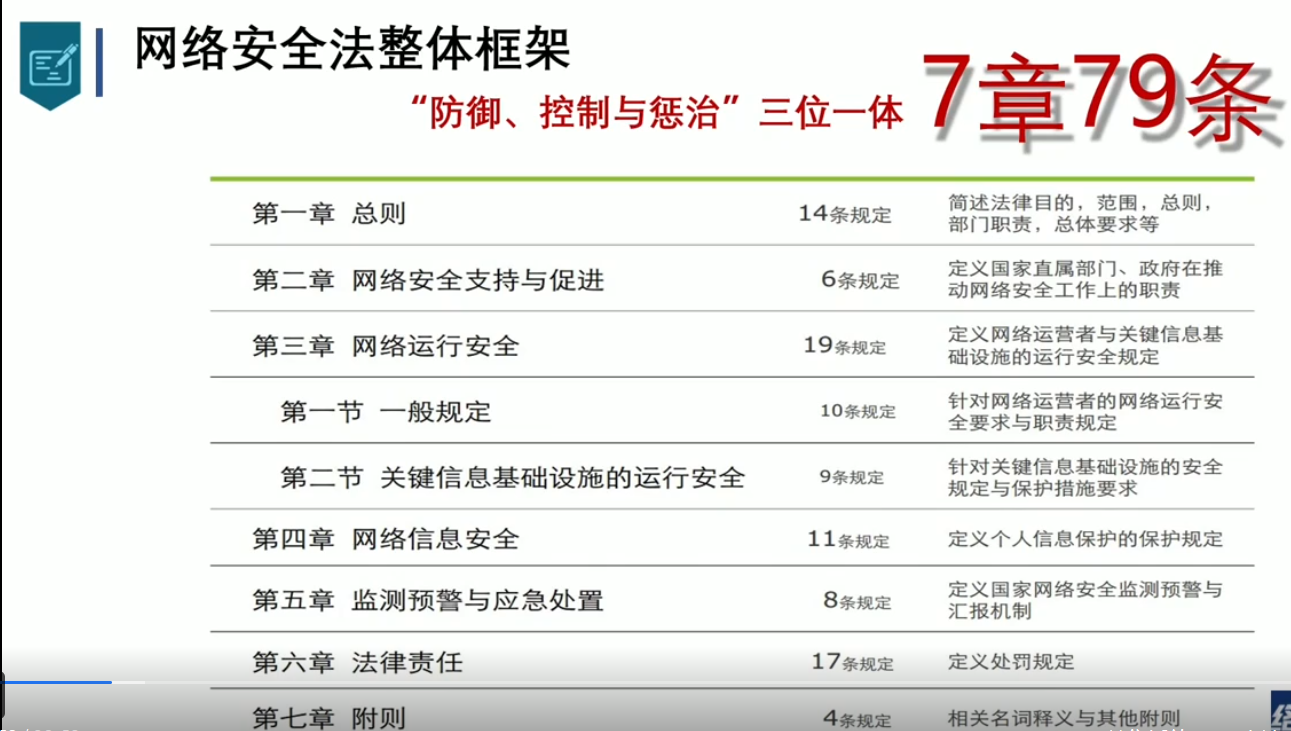 网络安全法整体框架
“防御、控制与惩治”三位一体
7章79条
第一章 总则 14条规定 简述法律目的，范围，总则，
部门职责，总体要求等
第二章 网络安全支持与促进 6条规定 定义国家直属部门、政府在推
动网络安全工作上的职责
第三章 网络运行安全 19条规定 定义网络运营者与关键信息基
础设施的运行安全规定
第一节 一般规定 10条规定 针对网络运营者的网络运行安
全要求与职责规定
第二节 关键信息基础设施的运行安全 9条规定 针对关键信息基础设施的安全
规定与保护措施要求
第四章 网络信息安全 11条规定 定义个人信息保护的保护规定
第五章 监测预警与应急处置 8条规定 定义国家网络安全监测预警与
汇报机制
第六章 法律责任 17条规定 定义处罚规定
第七章 附则 4条规定 相关名词释义与其他附则